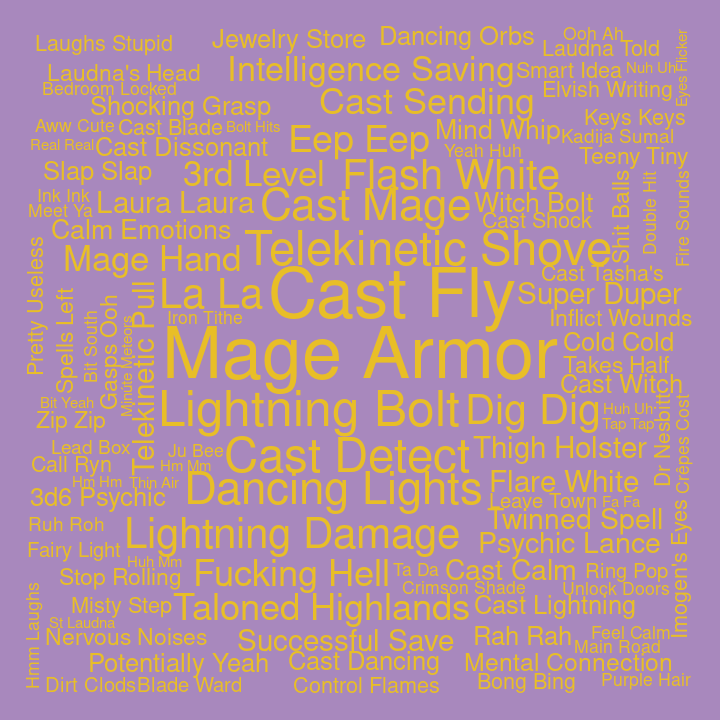 Laughs Stupid
Jewelry Store
Dancing Orbs
Ooh Ah
Laudna Told
Eyes Flicker
Laudna's Head
Intelligence Saving
Smart Idea
Nuh Uh
Bedroom Locked
Elvish Writing
Shocking Grasp
Cast Sending
Keys Keys
Aww Cute
Cast Blade
Bolt Hits
Eep Eep
Mind Whip
Kadija Sumal
Real Real
Cast Dissonant
Yeah Huh
Teeny Tiny
Slap Slap
3rd Level
Flash White
Shit Balls
Double Hit
Fire Sounds
Ink Ink
Meet Ya
Laura Laura
Cast Mage
Witch Bolt
Cast Shock
Calm Emotions
Telekinetic Shove
Pretty Useless
Mage Hand
Cast Tasha's
La La
Cast Fly
Super Duper
Spells Left
Bit South
Gasps Ooh
Minute Meteors
Telekinetic Pull
Iron Tithe
Inflict Wounds
Mage Armor
Cold Cold
Takes Half
Cast Witch
Bit Yeah
Lightning Bolt
Dig Dig
Huh Uh
Tap Tap
Dr Nesbitt
Crêpes Cost
Zip Zip
Lead Box
Ju Bee
Cast Detect
Thigh Holster
Call Ryn
Hm Mm
Hm Hm
Thin Air
Dancing Lights
Flare White
3d6 Psychic
Leave Town
Fa Fa
Imogen's Eyes
Ruh Roh
Lightning Damage
Twinned Spell
Fairy Light
Psychic Lance
Huh Mm
Stop Rolling
Fucking Hell
Ta Da
Cast Calm
Ring Pop
Crimson Shade
Unlock Doors
Hmm Laughs
Misty Step
Taloned Highlands
Cast Lightning
St Laudna
Nervous Noises
Successful Save
Rah Rah
Feel Calm
Main Road
Potentially Yeah
Cast Dancing
Mental Connection
Dirt Clods
Blade Ward
Control Flames
Bong Bing
Purple Hair